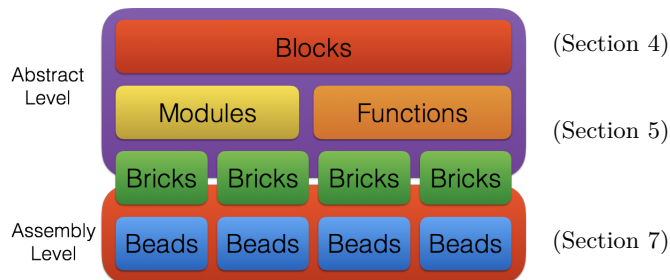 Blocks
(Section 4)
Abstract
Level
Modules
Functions
(Section 5)
Bricks
Bricks
Bricks
Bricks
Assembly
Level
Beads
Beads
Beads
Beads
(Section 7)